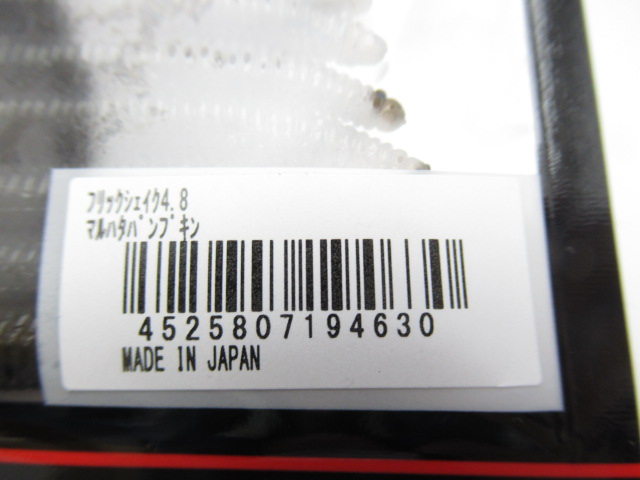 ﾌﾘｯｸｼｪｲｸ4.8
ﾏﾙﾊﾀﾊﾟﾝﾌﾟｷﾝ
4525807194630
MADE IN JAPAN